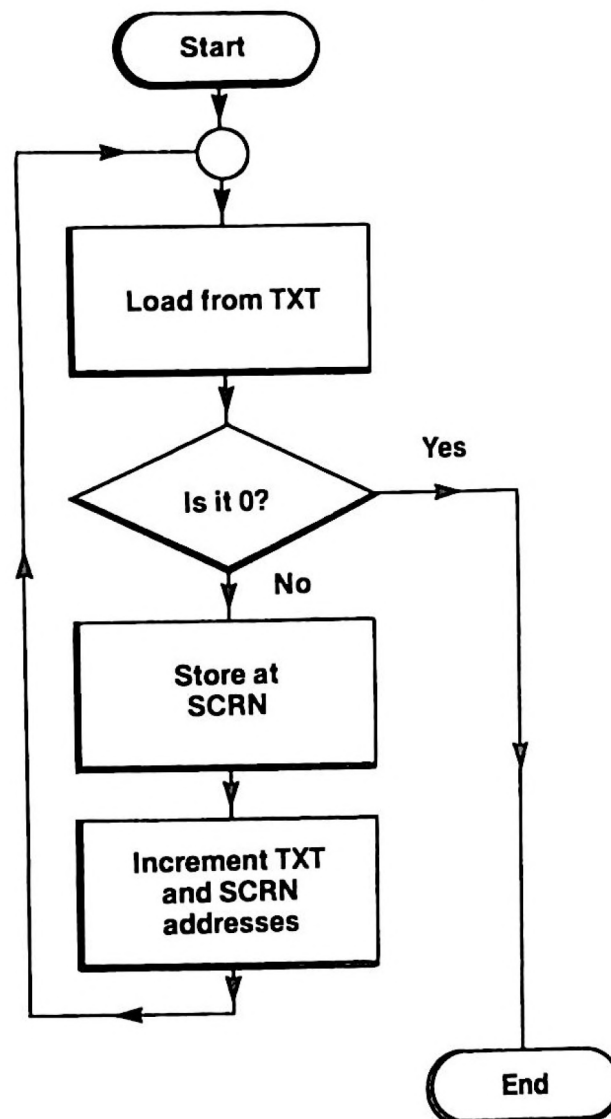 Start
Load from TXT
Is it 0?
Yes
No
Store at
SCRN
Increment TXT
and SCRN
addresses
End